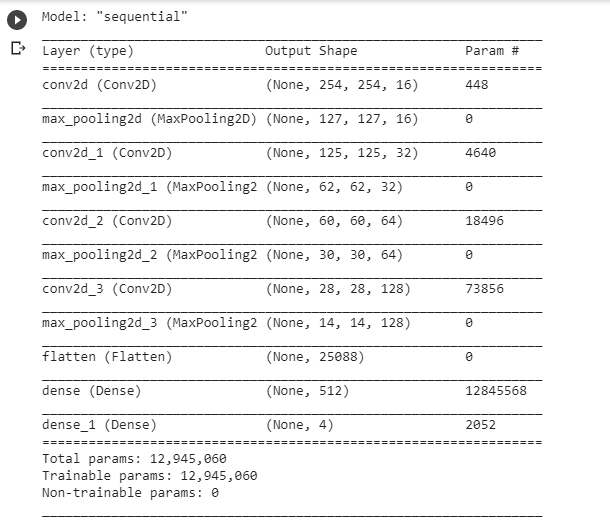 Model: "sequential"
Layer (type) Output Shape Param #
conv2d (Conv2D) (None, 254, 254, 16) 448
max_pooling2d (MaxPooling2D) (None, 127, 127, 16) 0
conv2d_1 (Conv2D) (None, 125, 125, 32) 4640
max_pooling2d_1 (MaxPooling2 (None, 62, 62, 32) 0
conv2d_2 (Conv2D) (None, 60, 60, 64) 18496
max_pooling2d_2 (MaxPooling2 (None, 30, 30, 64) 0
conv2d_3 (Conv2D) (None, 28, 28, 128) 73856
max_pooling2d_3 (MaxPooling2 (None, 14, 14, 128) 0
flatten (Flatten) (None, 25088) 0
dense (Dense) (None, 512) 12845568
dense_1 (Dense) (None, 4) 2052
Total params: 12,945,060
Trainable params: 12,945,060
Non-trainable params: 0